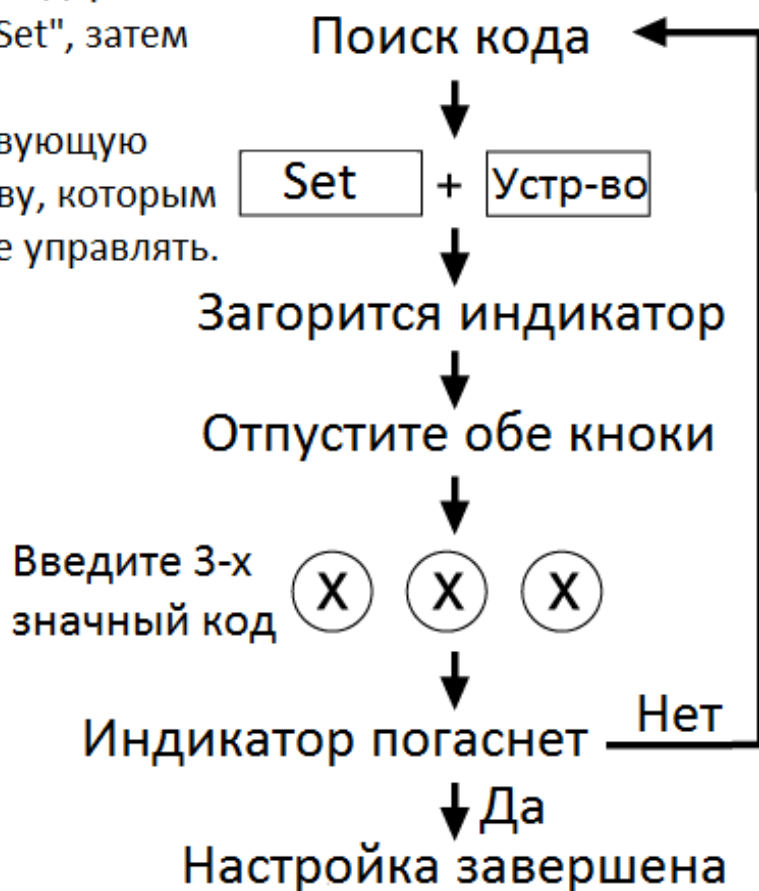 Set", затем
Поиск кода
вующую
ву, которым
е управлять.
Set + Устр-во
Загорится индикатор
Отпустите обе кноки
Введите 3-х
значный код
X X X
Индикатор погаснет
Нет
Да
Настройка завершена